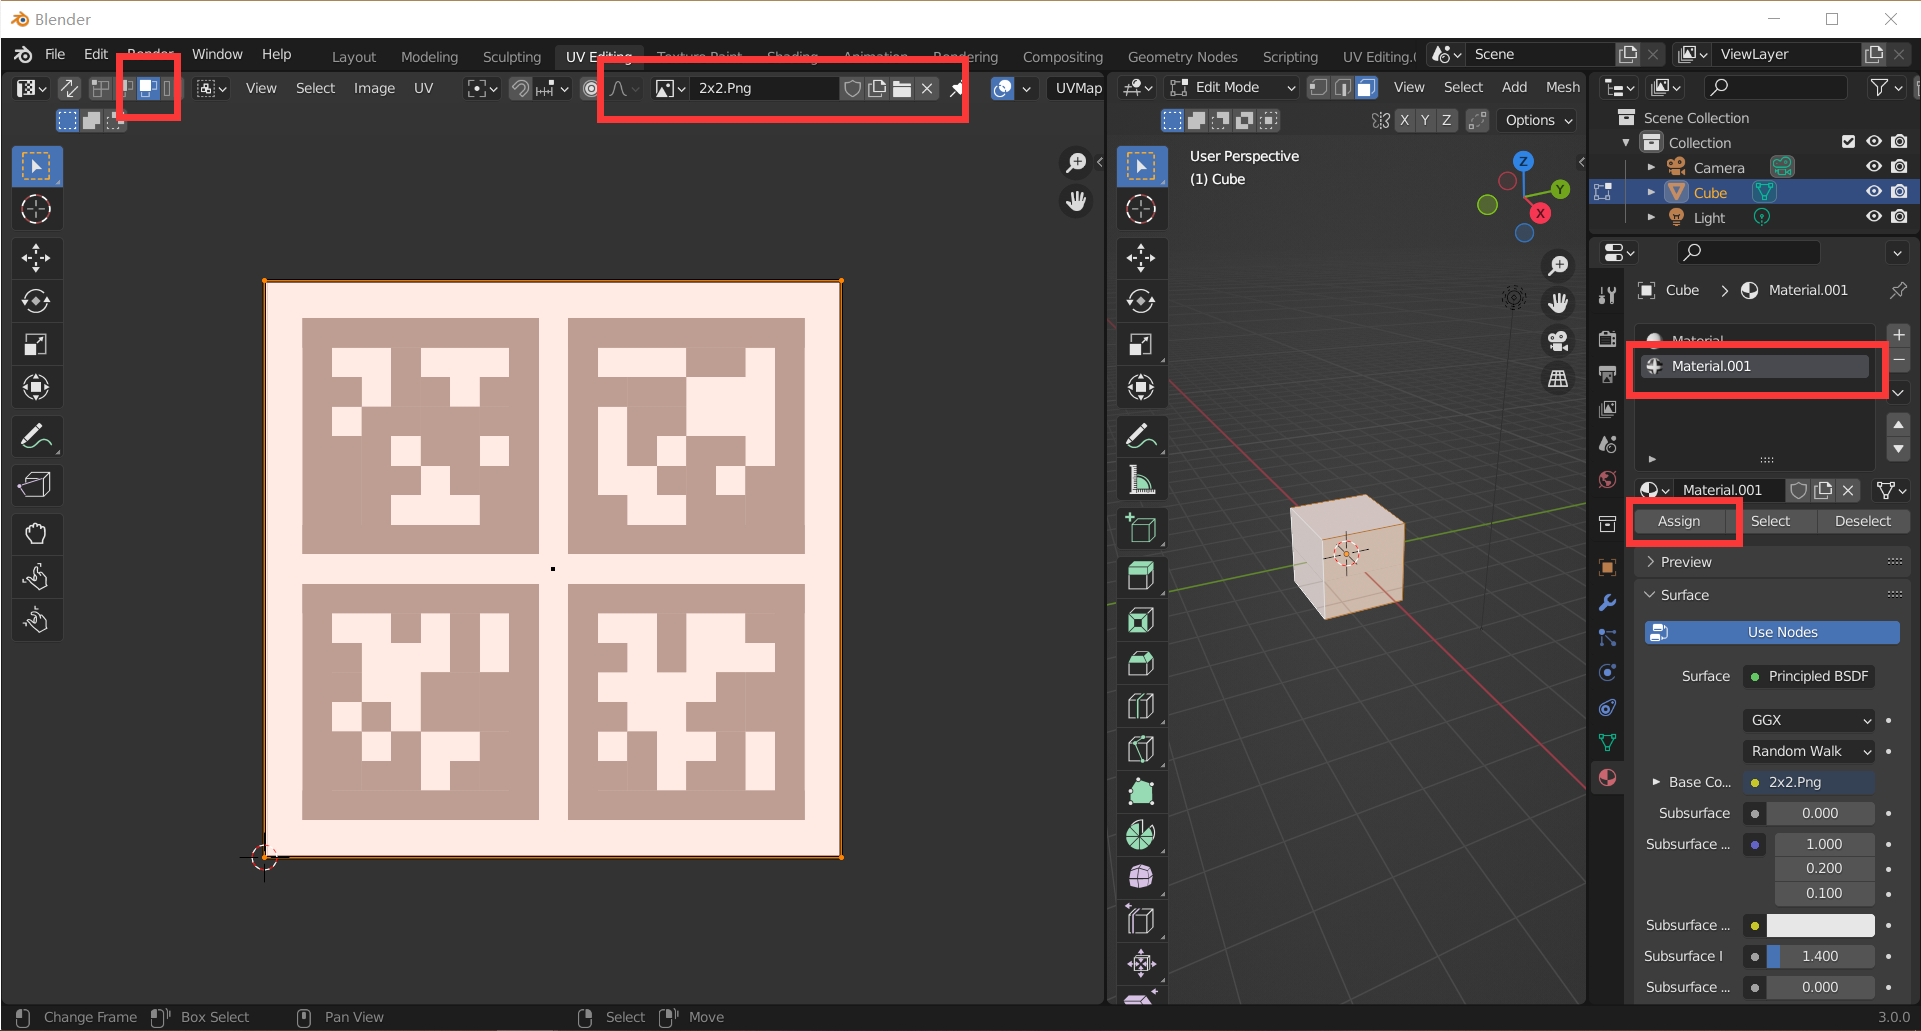 Blender
File Edit Render Window Help Layout Modeling Sculpting UV Editing Texture Paint Shading Animation Rendering Compositing Geometry Nodes Scripting UV Editing.( Scene ViewLayer
View Select Image UV 2x2.Png UVMap
Edit Mode View Select Add Mesh
X Y Z Options
User Perspective
(1) Cube
Z
Y
X
Scene Collection
Collection
Camera
Cube
Light
Cube > Material.001
Material
Material.001
Material.001
Assign Select Deselect
Preview
Surface
Use Nodes
Surface Principled BSDF
GGX
Random Walk
Base Co... 2x2.Png
Subsurface 0.000
Subsurface ... 1.000
0.200
0.100
Subsurface ...
Subsurface I 1.400
Subsurface ... 0.000
Change Frame Box Select Pan View Select Move 3.0.0